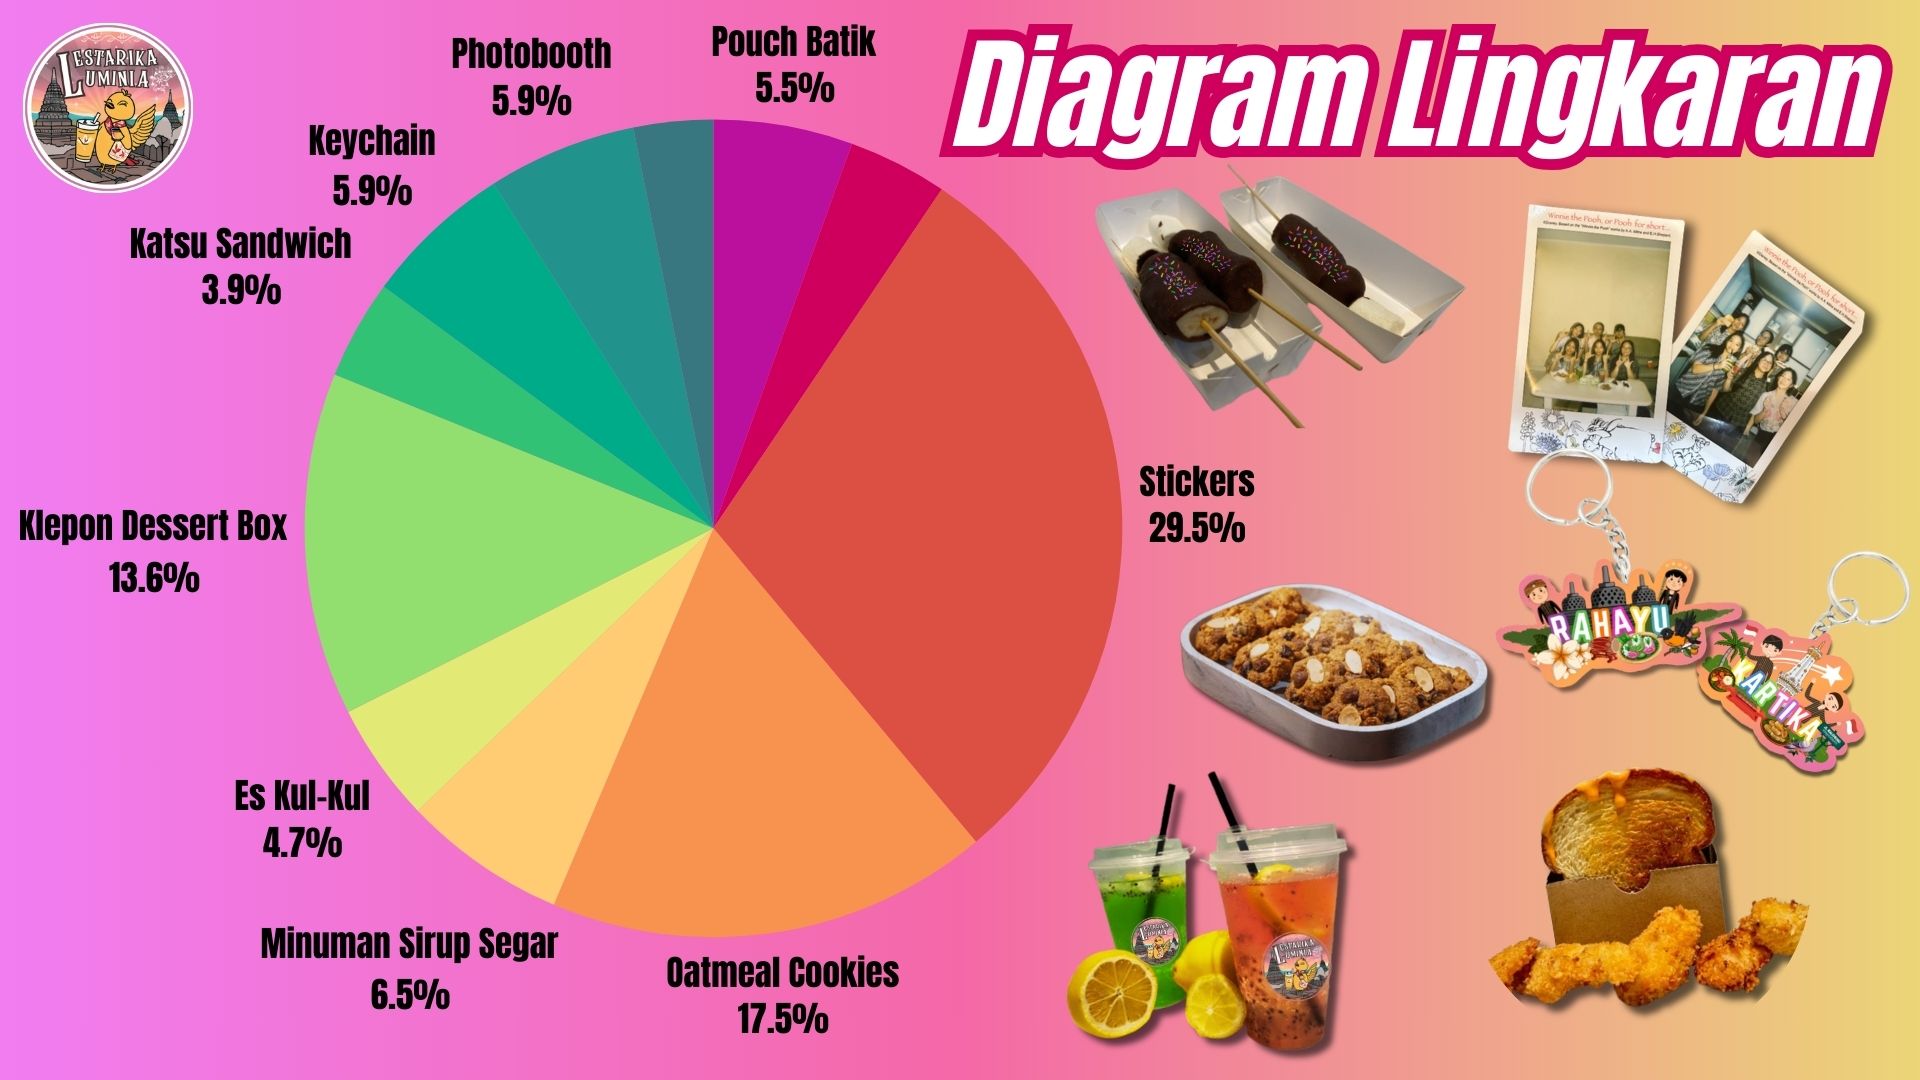 LESTARIKA
LUMINIA
Diagram Lingkaran
Pouch Batik
5.5%
Photobooth
5.9%
Keychain
5.9%
Katsu Sandwich
3.9%
Klepon Dessert Box
13.6%
Es Kul-Kul
4.7%
Minuman Sirup Segar
6.5%
Oatmeal Cookies
17.5%
Stickers
29.5%
Winnie the Pooh, or Pooh for short...
Winnie the Pooh, or Pooh for short...
RAHAYU
KARTIKA
LESTARIKA
LUMINIA
LESTARIKA
LUMINIA